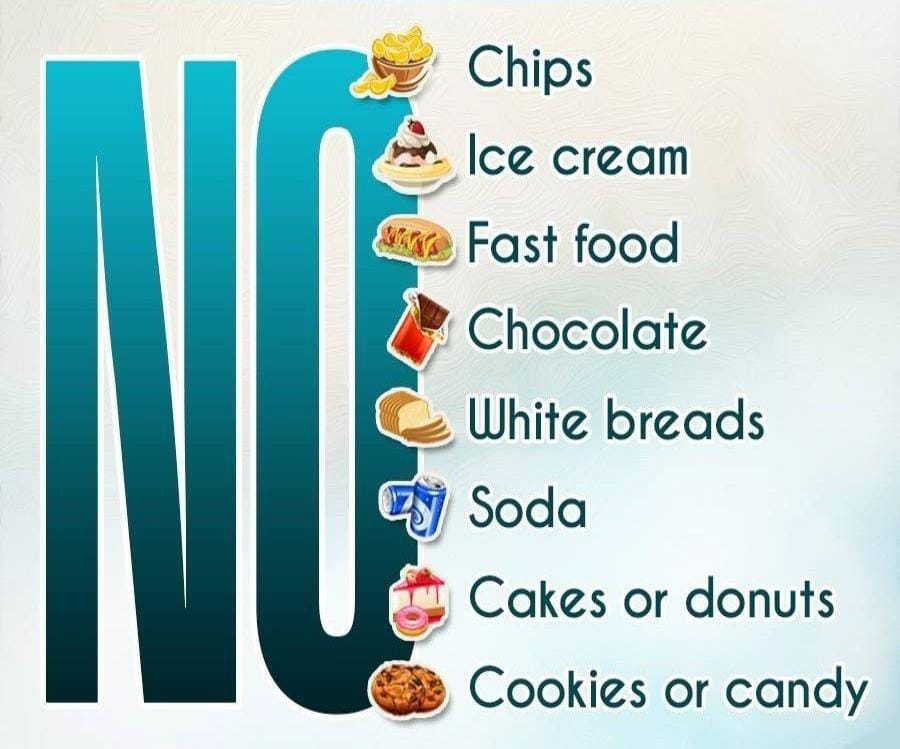 NO
Chips
Ice cream
Fast food
Chocolate
White breads
Soda
Cakes or donuts
Cookies or candy